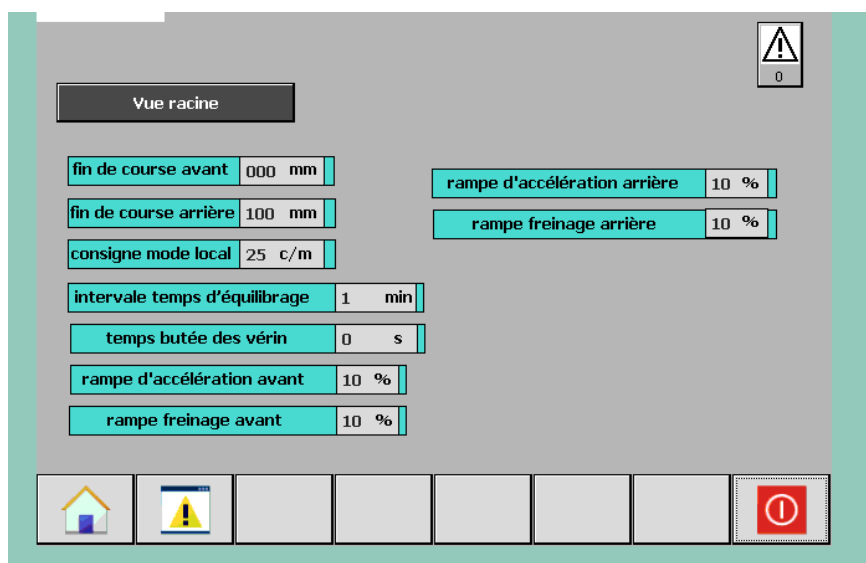 0
Vue racine
fin de course avant 000 mm
fin de course arrière 100 mm
consigne mode local 25 c/m
intervale temps d'équilibrage 1 min
temps butée des vérin 0 s
rampe d'accélération avant 10 %
rampe freinage avant 10 %
rampe d'accélération arrière 10 %
rampe freinage arrière 10 %